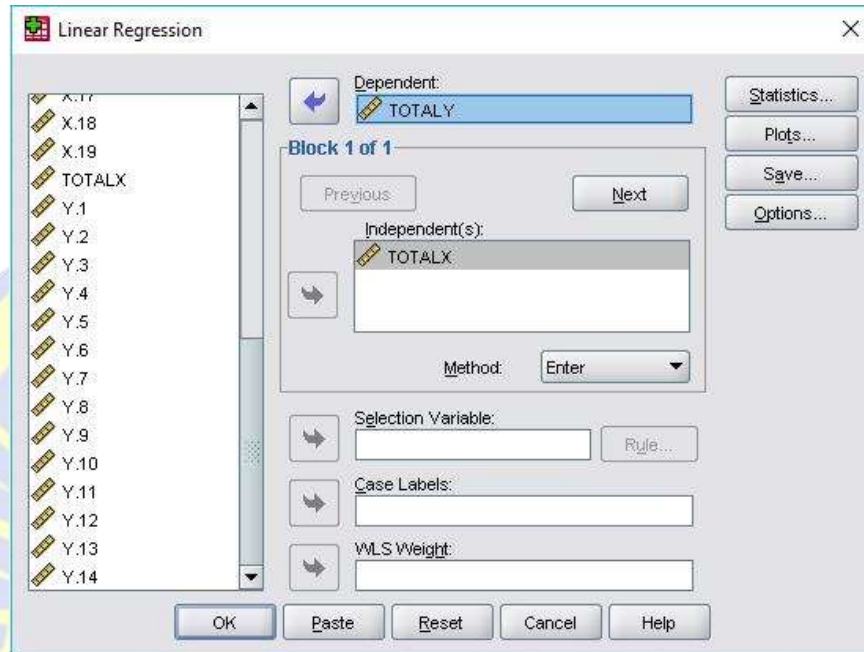 Linear Regression
X.17
X.18
X.19
TOTALX
Y.1
Y.2
Y.3
Y.4
Y.5
Y.6
Y.7
Y.8
Y.9
Y.10
Y.11
Y.12
Y.13
Y.14
Dependent:
TOTALY
Block 1 of 1
Previous
Next
Independent(s):
TOTALX
Method:
Enter
Selection Variable:
Rule...
Case Labels:
WLS Weight:
Statistics...
Plots...
Save...
Options...
OK
Paste
Reset
Cancel
Help